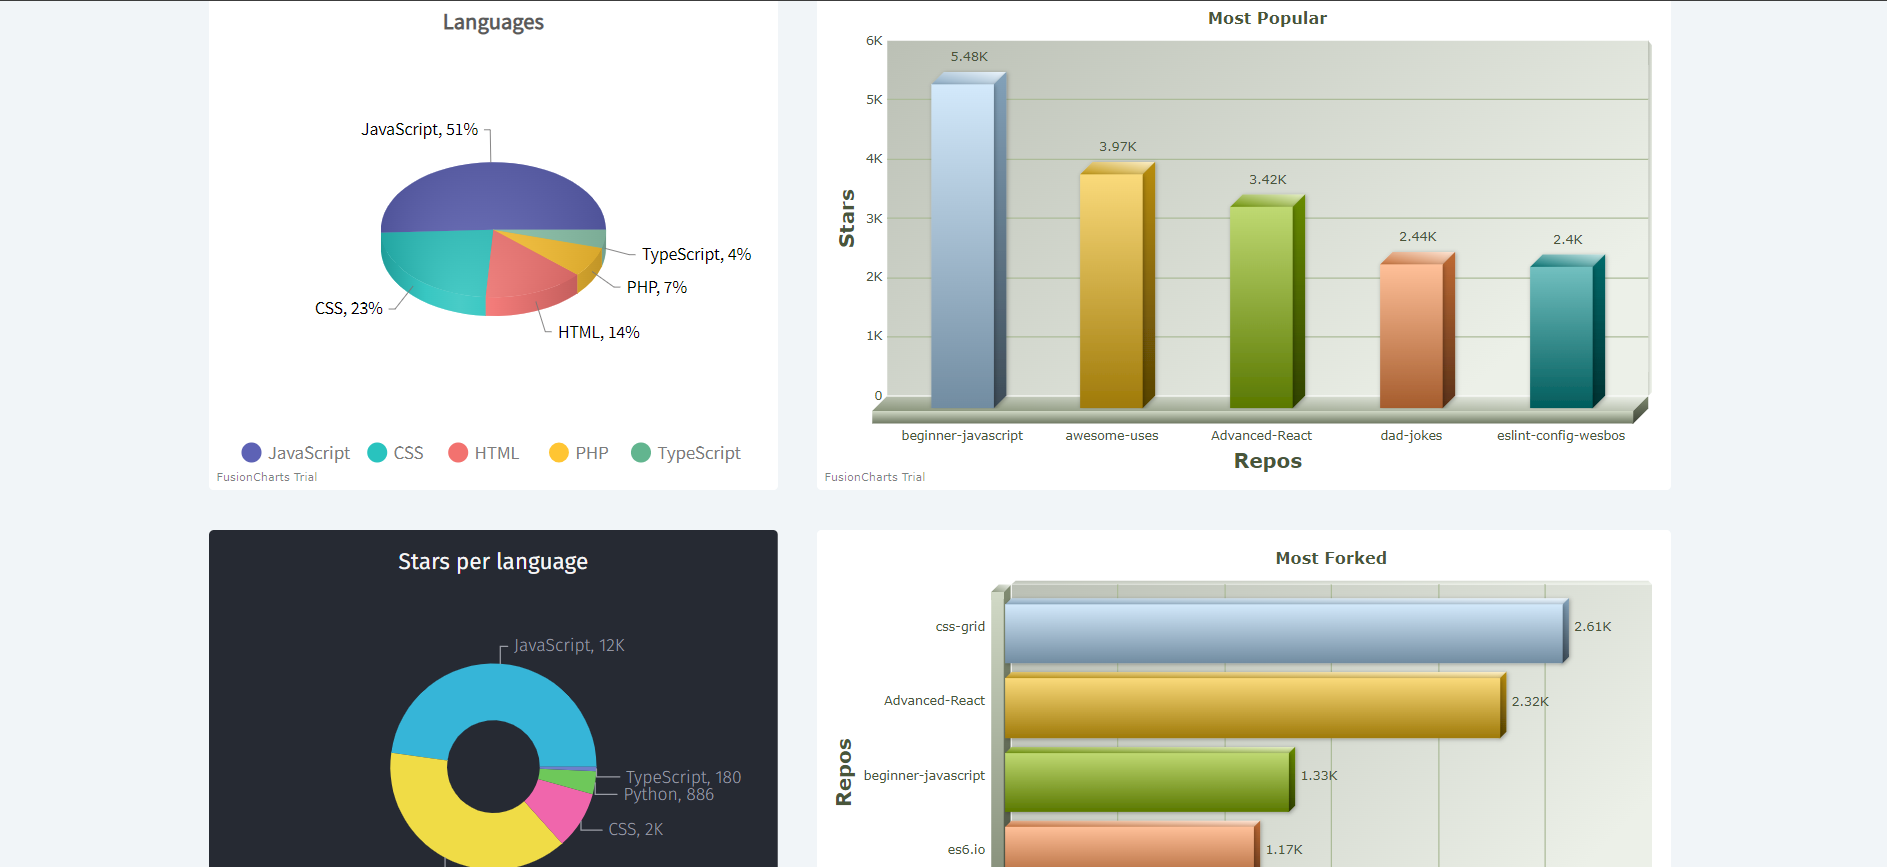 Languages
JavaScript, 51%
TypeScript, 4%
PHP, 7%
CSS, 23%
HTML, 14%
JavaScript
CSS
HTML
PHP
TypeScript
FusionCharts Trial
Most Popular
6K
5K
4K
3K
2K
1K
0
Stars
5.48K
3.97K
3.42K
2.44K
2.4K
beginner-javascript
awesome-uses
Advanced-React
dad-jokes
eslint-config-wesbos
Repos
FusionCharts Trial
Stars per language
JavaScript, 12K
TypeScript, 180
Python, 886
CSS, 2K
Most Forked
Repos
css-grid
2.61K
Advanced-React
2.32K
beginner-javascript
1.33K
es6.io
1.17K